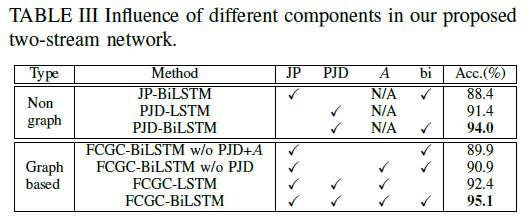 TABLE III Influence of different components in our proposed
two-stream network.
Type Method JP PJD A bi Acc.(%)
Non graph
JP-BiLSTM ✓ N/A ✓ 88.4
PJD-LSTM ✓ N/A 91.4
PJD-BiLSTM ✓ N/A ✓ 94.0
Graph based
FCGC-BiLSTM w/o PJD+A ✓ ✓ 89.9
FCGC-BiLSTM w/o PJD ✓ ✓ ✓ 90.9
FCGC-LSTM ✓ ✓ ✓ 92.4
FCGC-BiLSTM ✓ ✓ ✓ ✓ 95.1